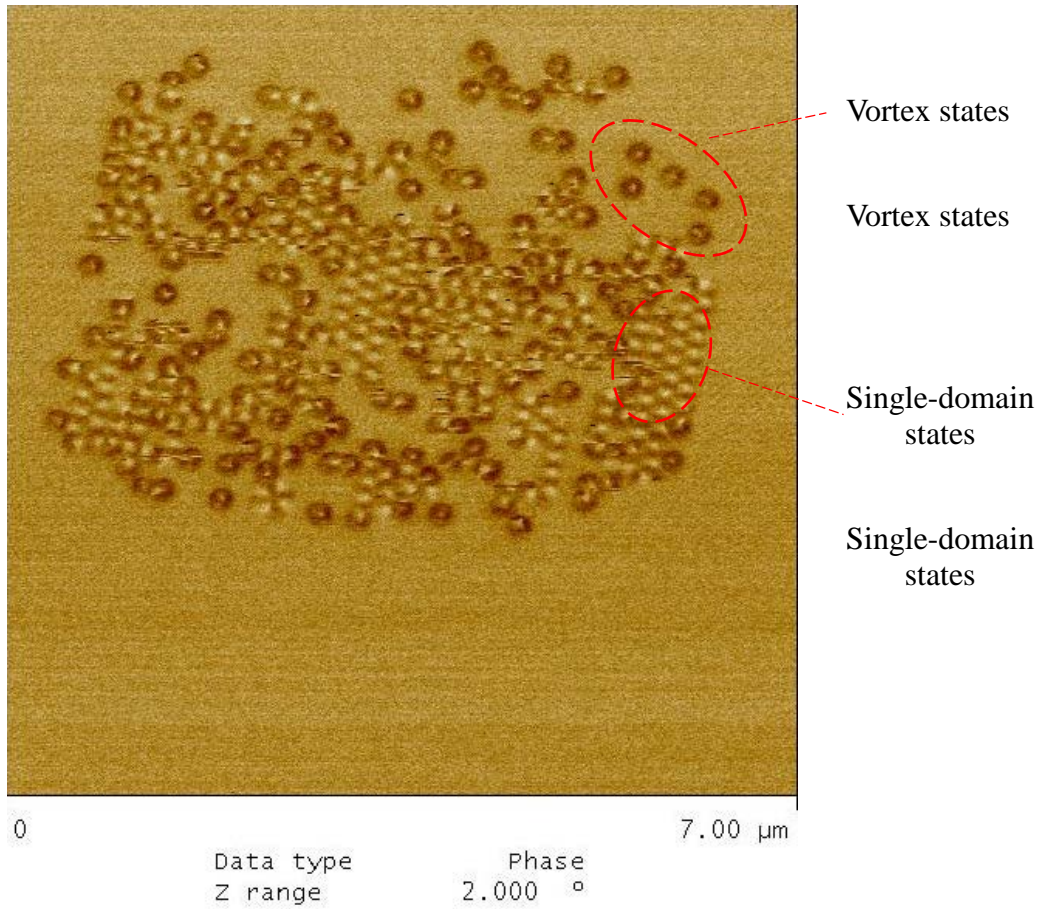 Vortex states
Vortex states
Single-domain
states
Single-domain
states
0 7.00 µm
Data type Phase
Z range 2.000 º